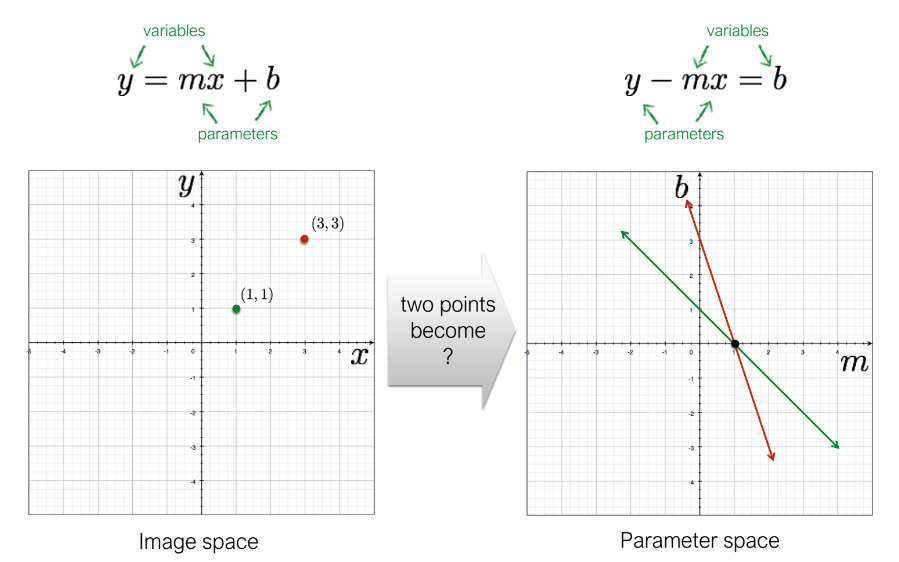 variables
y = mx + b
parameters
variables
y − mx = b
parameters
y
4
3
2
1
-5 -4 -3 -2 -1 0 1 2 3 4 x
-1
-2
-3
-4
(3, 3)
(1, 1)
Image space
two points
become
?
b
4
3
2
1
-5 -4 -3 -2 -1 0 1 2 3 4 m
-1
-2
-3
-4
Parameter space